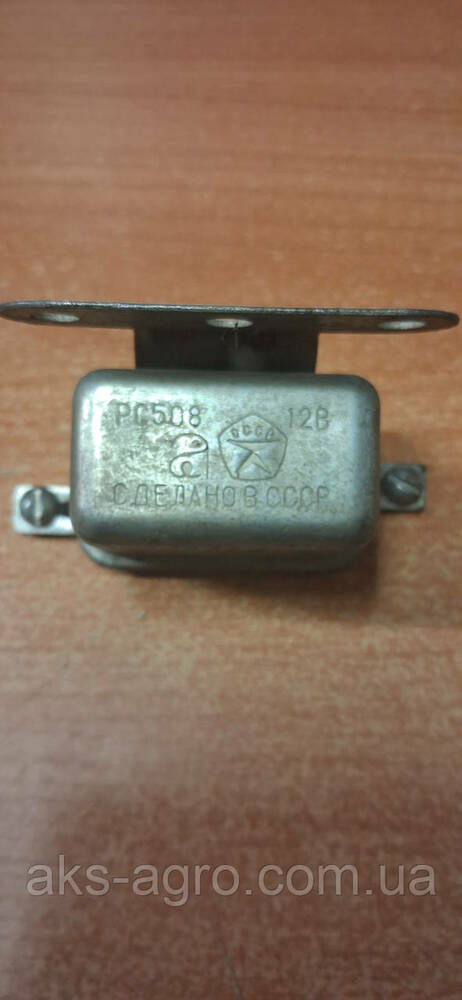 РС508 12В
СССР
СДЕЛАНО В СССР
aks-agro.com.ua